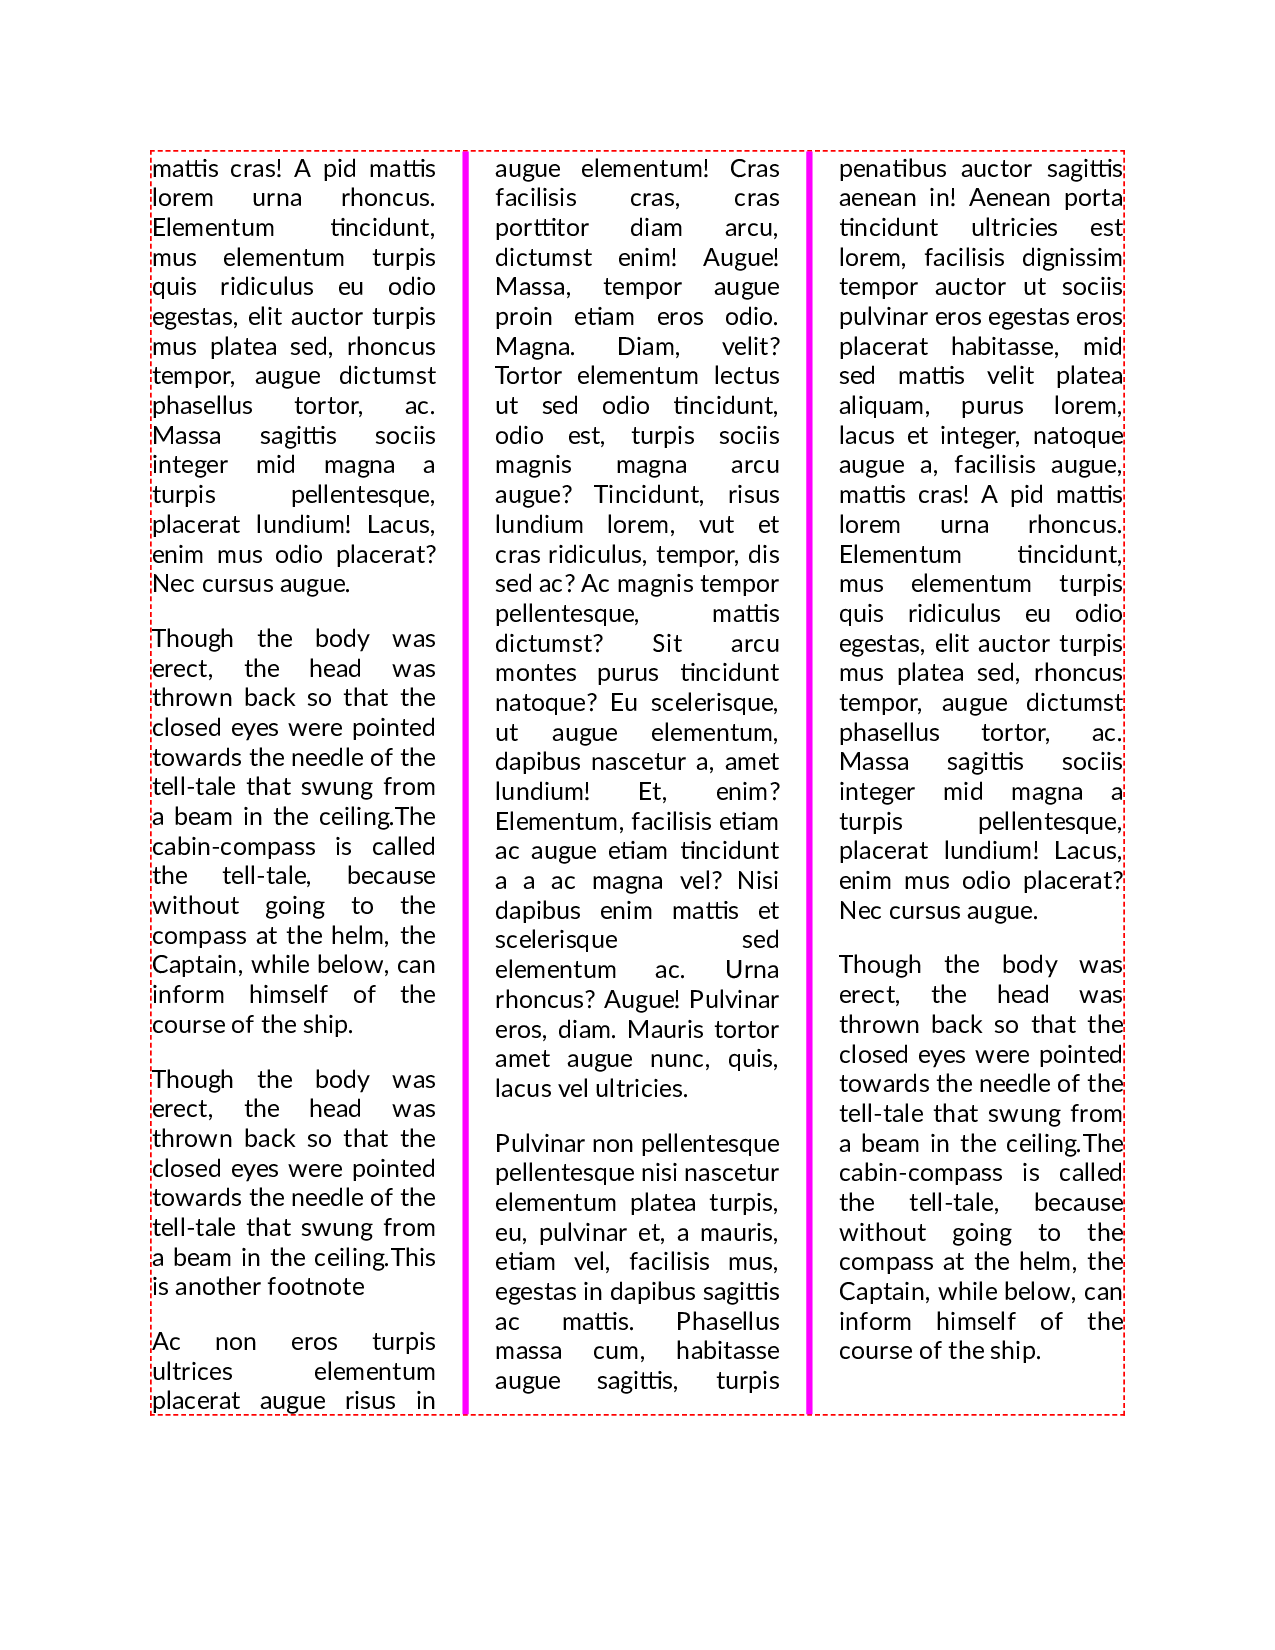 mattis cras! A pid mattis
lorem urna rhoncus.
Elementum tincidunt,
mus elementum turpis
quis ridiculus eu odio
egestas, elit auctor turpis
mus platea sed, rhoncus
tempor, augue dictumst
phasellus tortor, ac.
Massa sagittis sociis
integer mid magna a
turpis pellentesque,
placerat lundium! Lacus,
enim mus odio placerat?
Nec cursus augue.
Though the body was
erect, the head was
thrown back so that the
closed eyes were pointed
towards the needle of the
tell-tale that swung from
a beam in the ceiling.The
cabin-compass is called
the tell-tale, because
without going to the
compass at the helm, the
Captain, while below, can
inform himself of the
course of the ship.
Though the body was
erect, the head was
thrown back so that the
closed eyes were pointed
towards the needle of the
tell-tale that swung from
a beam in the ceiling.This
is another footnote
Ac non eros turpis
ultrices elementum
placerat augue risus in
augue elementum! Cras
facilisis cras, cras
porttitor diam arcu,
dictumst enim! Augue!
Massa, tempor augue
proin etiam eros odio.
Magna. Diam, velit?
Tortor elementum lectus
ut sed odio tincidunt,
odio est, turpis sociis
magnis magna arcu
augue? Tincidunt, risus
lundium lorem, vut et
cras ridiculus, tempor, dis
sed ac? Ac magnis tempor
pellentesque, mattis
dictumst? Sit arcu
montes purus tincidunt
natoque? Eu scelerisque,
ut augue elementum,
dapibus nascetur a, amet
lundium! Et, enim?
Elementum, facilisis etiam
ac augue etiam tincidunt
a a ac magna vel? Nisi
dapibus enim mattis et
scelerisque sed
elementum ac. Urna
rhoncus? Augue! Pulvinar
eros, diam. Mauris tortor
amet augue nunc, quis,
lacus vel ultricies.
Pulvinar non pellentesque
pellentesque nisi nascetur
elementum platea turpis,
eu, pulvinar et, a mauris,
etiam vel, facilisis mus,
egestas in dapibus sagittis
ac mattis. Phasellus
massa cum, habitasse
augue sagittis, turpis
penatibus auctor sagittis
aenean in! Aenean porta
tincidunt ultricies est
lorem, facilisis dignissim
tempor auctor ut sociis
pulvinar eros egestas eros
placerat habitasse, mid
sed mattis velit platea
aliquam, purus lorem,
lacus et integer, natoque
augue a, facilisis augue,
mattis cras! A pid mattis
lorem urna rhoncus.
Elementum tincidunt,
mus elementum turpis
quis ridiculus eu odio
egestas, elit auctor turpis
mus platea sed, rhoncus
tempor, augue dictumst
phasellus tortor, ac.
Massa sagittis sociis
integer mid magna a
turpis pellentesque,
placerat lundium! Lacus,
enim mus odio placerat?
Nec cursus augue.
Though the body was
erect, the head was
thrown back so that the
closed eyes were pointed
towards the needle of the
tell-tale that swung from
a beam in the ceiling.The
cabin-compass is called
the tell-tale, because
without going to the
compass at the helm, the
Captain, while below, can
inform himself of the
course of the ship.